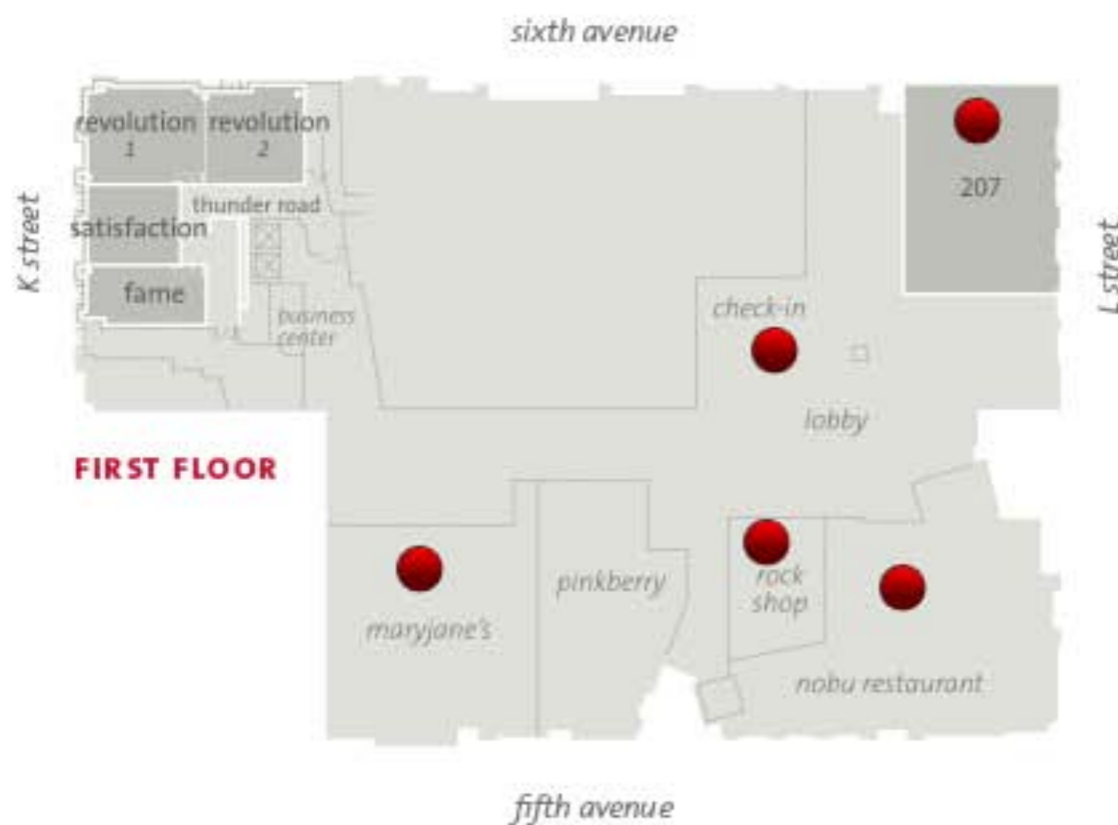 sixth avenue
revolution
1
revolution
2
207
thunder road
K street
satisfaction
L street
fame
check-in
business
center
lobby
FIRST FLOOR
pinkberry
rock
shop
maryjane's
nobu restaurant
fifth avenue